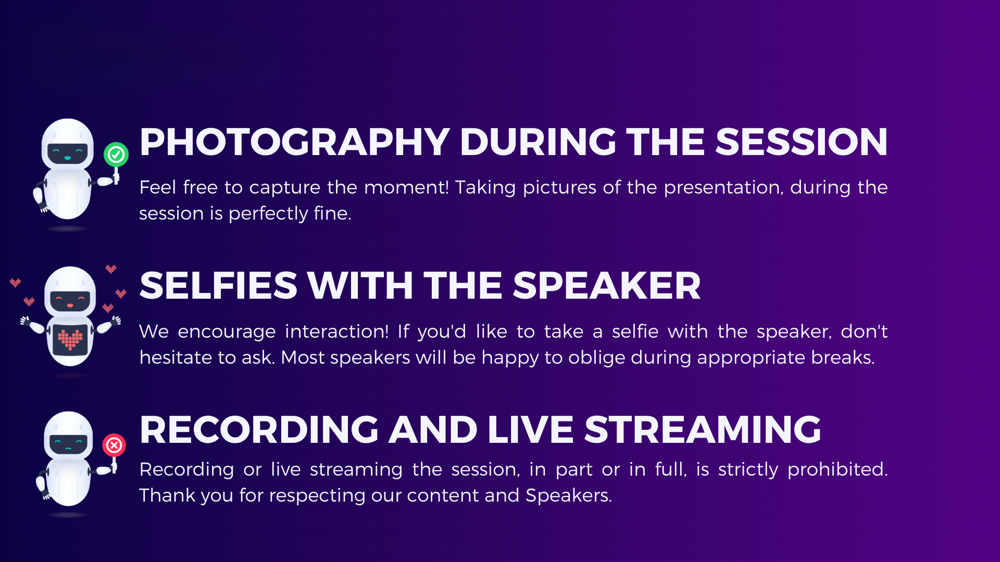 PHOTOGRAPHY DURING THE SESSION
Feel free to capture the moment! Taking pictures of the presentation, during the
session is perfectly fine.
SELFIES WITH THE SPEAKER
We encourage interaction! If you'd like to take a selfie with the speaker, don't
hesitate to ask. Most speakers will be happy to oblige during appropriate breaks.
RECORDING AND LIVE STREAMING
Recording or live streaming the session, in part or in full, is strictly prohibited.
Thank you for respecting our content and Speakers.